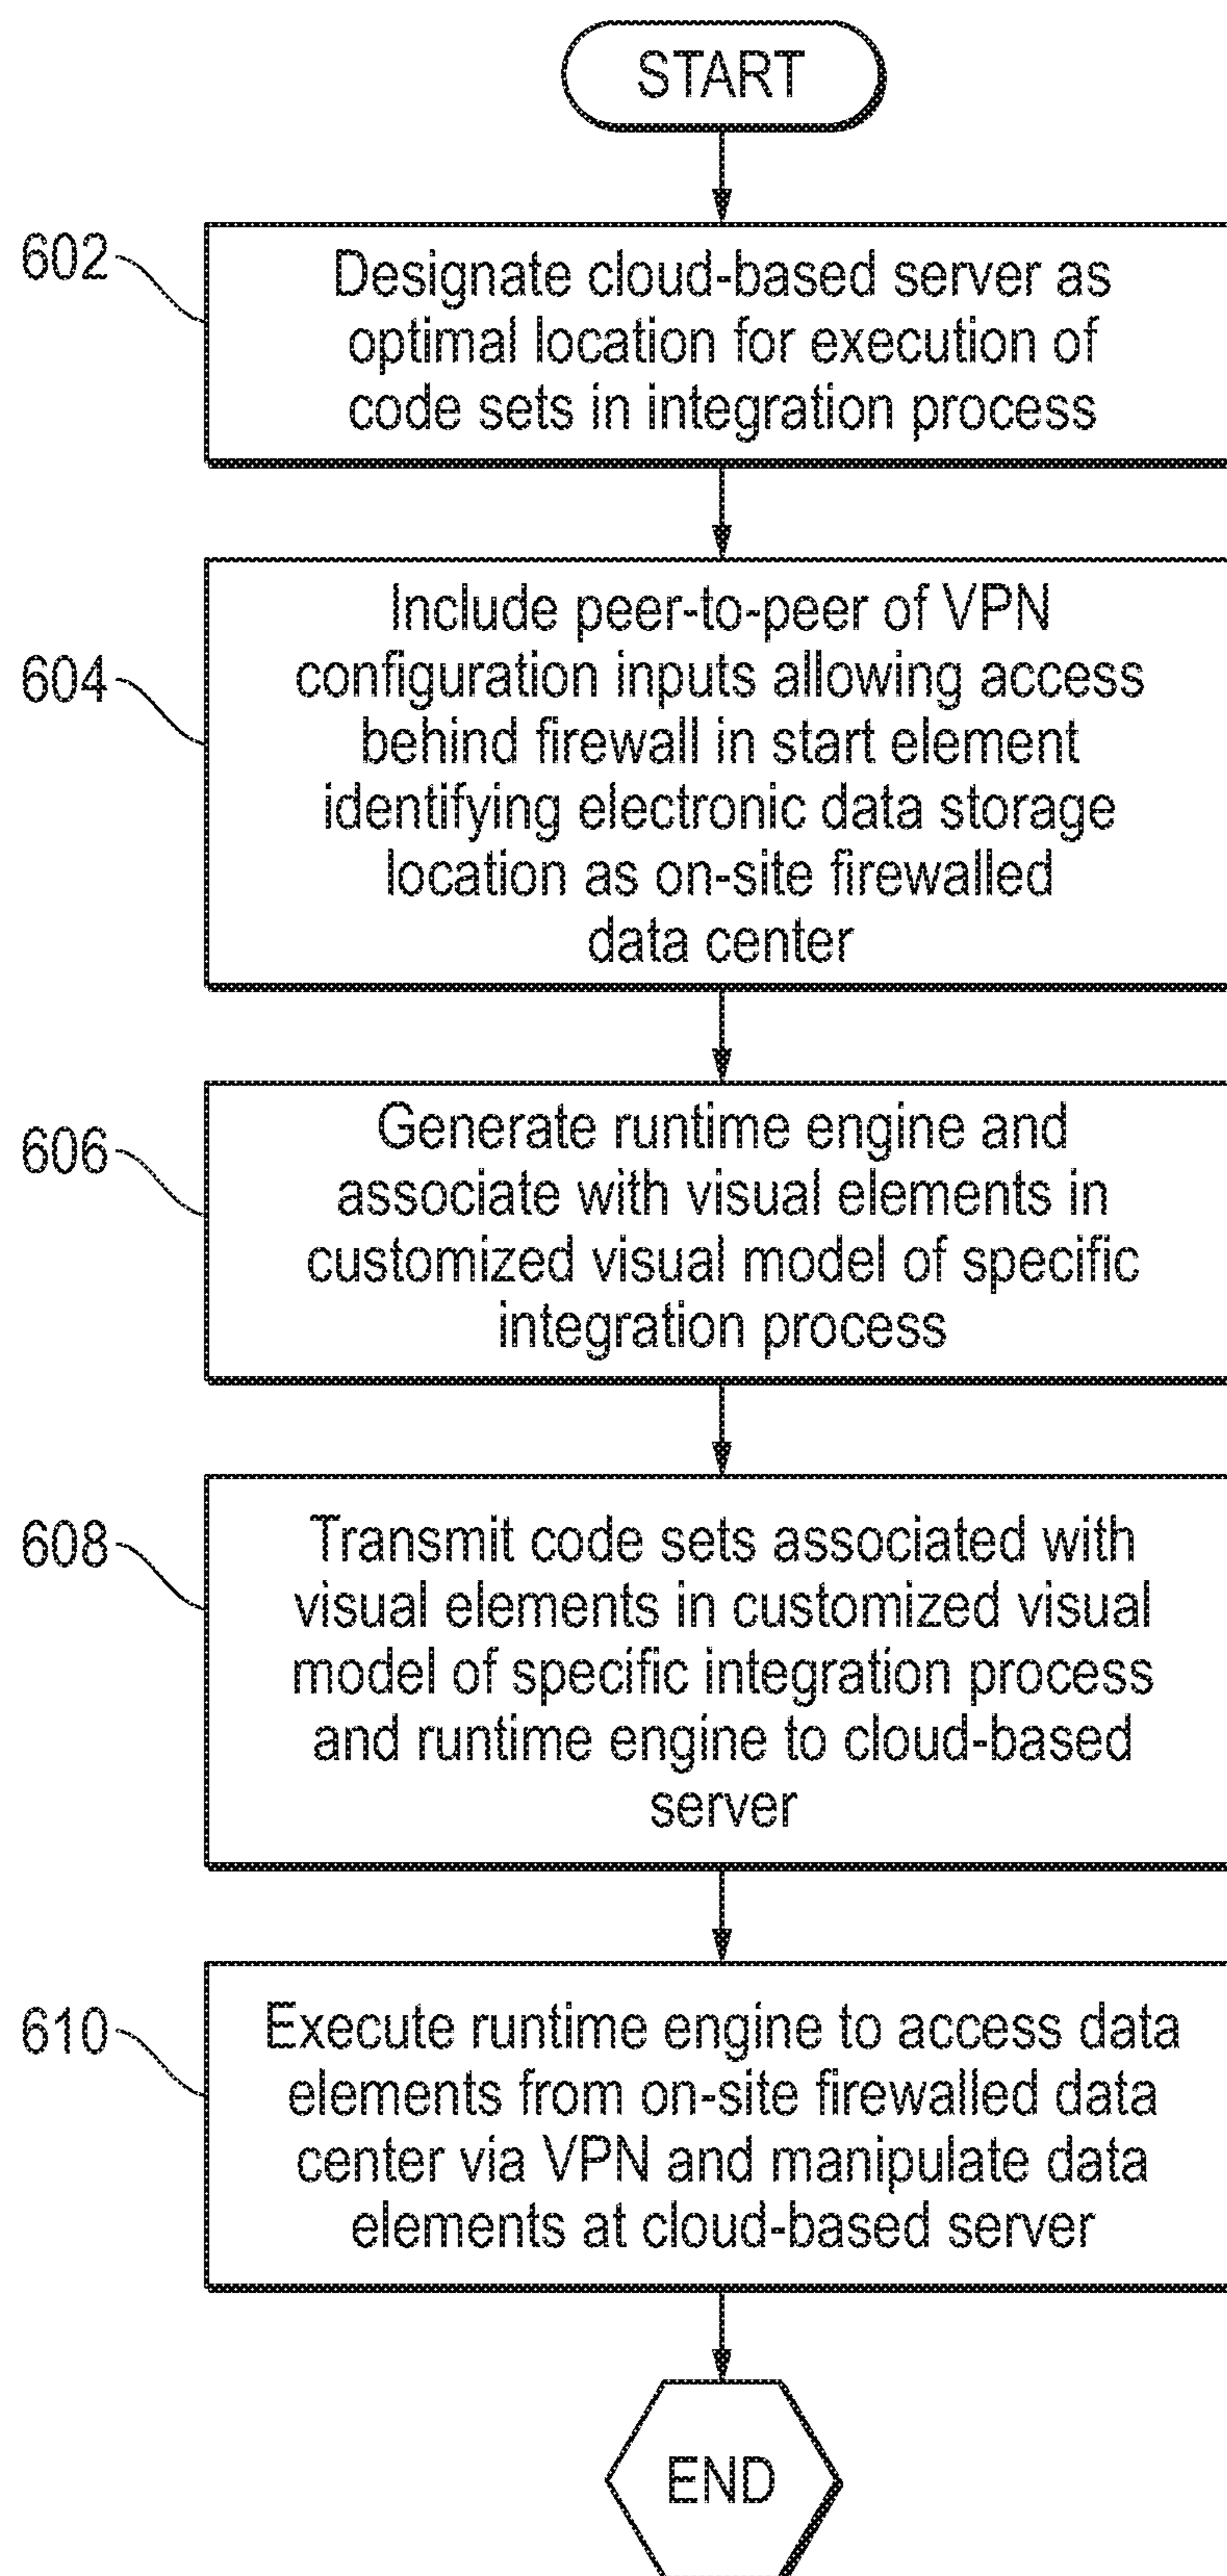 START
602
Designate cloud-based server as
optimal location for execution of
code sets in integration process
604
Include peer-to-peer of VPN
configuration inputs allowing access
behind firewall in start element
identifying electronic data storage
location as on-site firewalled
data center
606
Generate runtime engine and
associate with visual elements in
customized visual model of specific
integration process
608
Transmit code sets associated with
visual elements in customized visual
model of specific integration process
and runtime engine to cloud-based
server
610
Execute runtime engine to access data
elements from on-site firewalled data
center via VPN and manipulate data
elements at cloud-based server
END